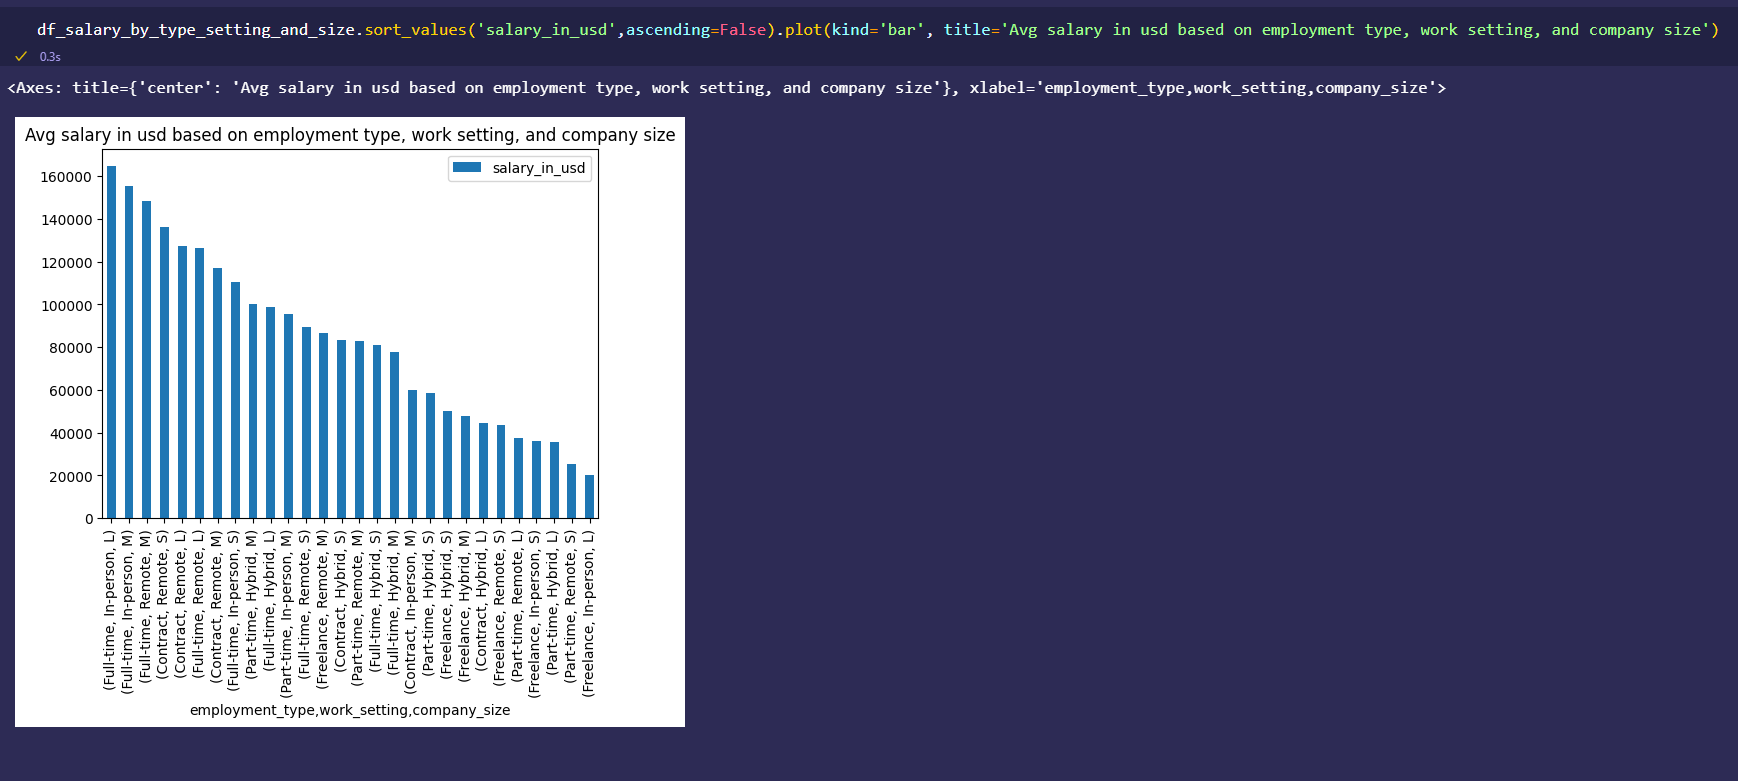 df_salary_by_type_setting_and_size.sort_values('salary_in_usd',ascending=False).plot(kind='bar', title='Avg salary in usd based on employment type, work setting, and company size')
0.3s
<Axes: title={'center': 'Avg salary in usd based on employment type, work setting, and company size'}, xlabel='employment_type,work_setting,company_size'>
Avg salary in usd based on employment type, work setting, and company size
salary_in_usd
160000
140000
120000
100000
80000
60000
40000
20000
0
(Full-time, In-person, L)
(Full-time, In-person, M)
(Full-time, Remote, M)
(Contract, Remote, S)
(Contract, Remote, L)
(Full-time, Remote, L)
(Contract, Remote, M)
(Full-time, In-person, S)
(Part-time, Hybrid, M)
(Full-time, Hybrid, L)
(Part-time, In-person, M)
(Full-time, Remote, S)
(Freelance, Remote, M)
(Contract, Hybrid, S)
(Part-time, Remote, M)
(Full-time, Hybrid, S)
(Full-time, Hybrid, M)
(Contract, In-person, M)
(Part-time, Hybrid, S)
(Freelance, Hybrid, S)
(Freelance, Hybrid, M)
(Contract, Hybrid, L)
(Freelance, Remote, S)
(Part-time, Remote, L)
(Freelance, In-person, S)
(Part-time, Hybrid, L)
(Part-time, Remote, S)
(Freelance, In-person, L)
employment_type,work_setting,company_size